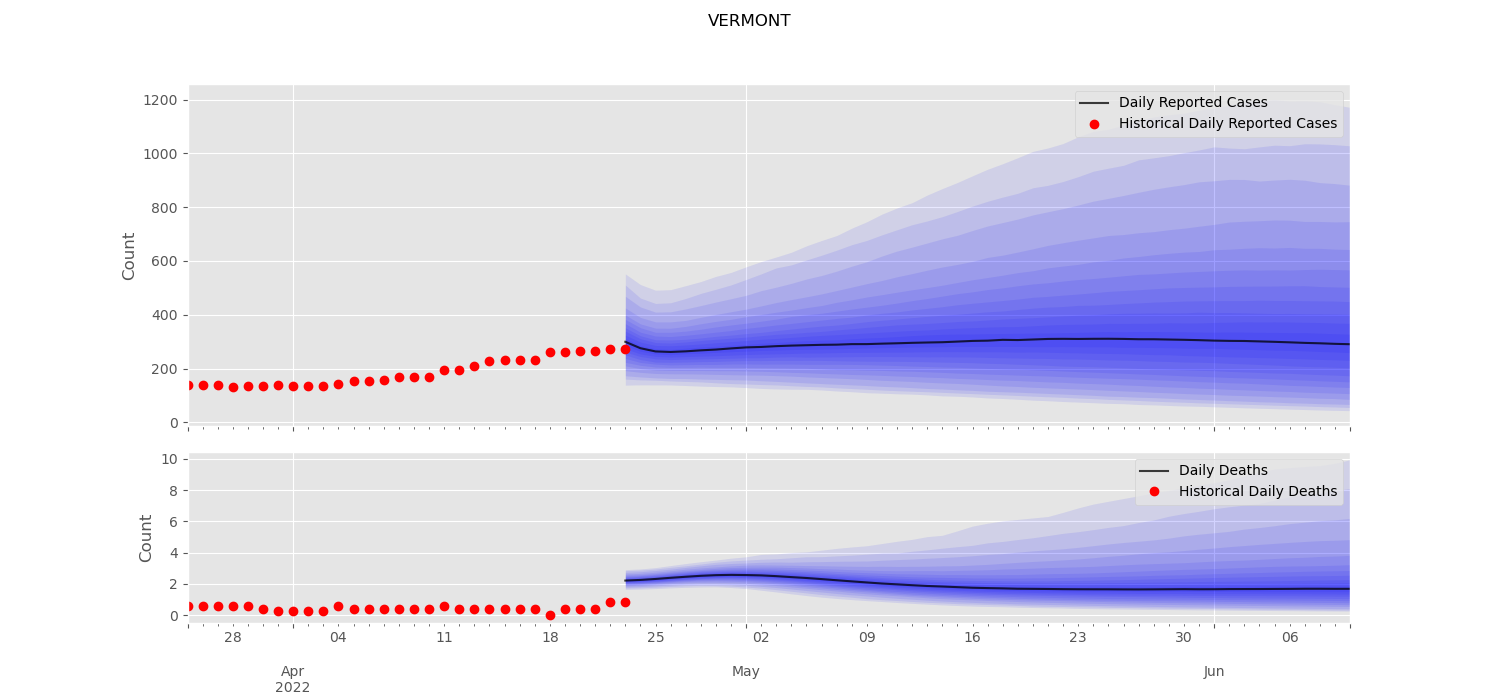 VERMONT
1200
1000
800
600
400
200
0
Count
Daily Reported Cases
Historical Daily Reported Cases
10
8
6
4
2
0
Count
Daily Deaths
Historical Daily Deaths
28 04 11 18 25 02 09 16 23 30 06
Apr May Jun
2022